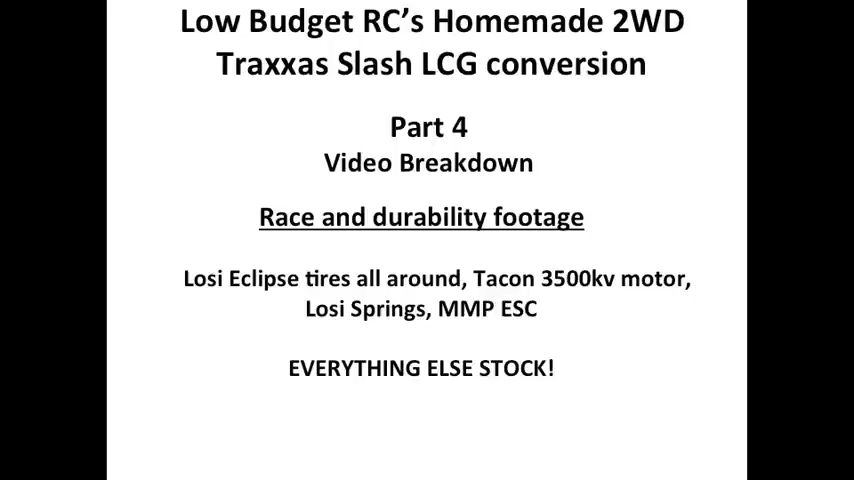 Low Budget RC’s Homemade 2WD
Traxxas Slash LCG conversion
Part 4
Video Breakdown
Race and durability footage
Losi Eclipse tires all around, Tacon 3500kv motor,
Losi Springs, MMP ESC
EVERYTHING ELSE STOCK!